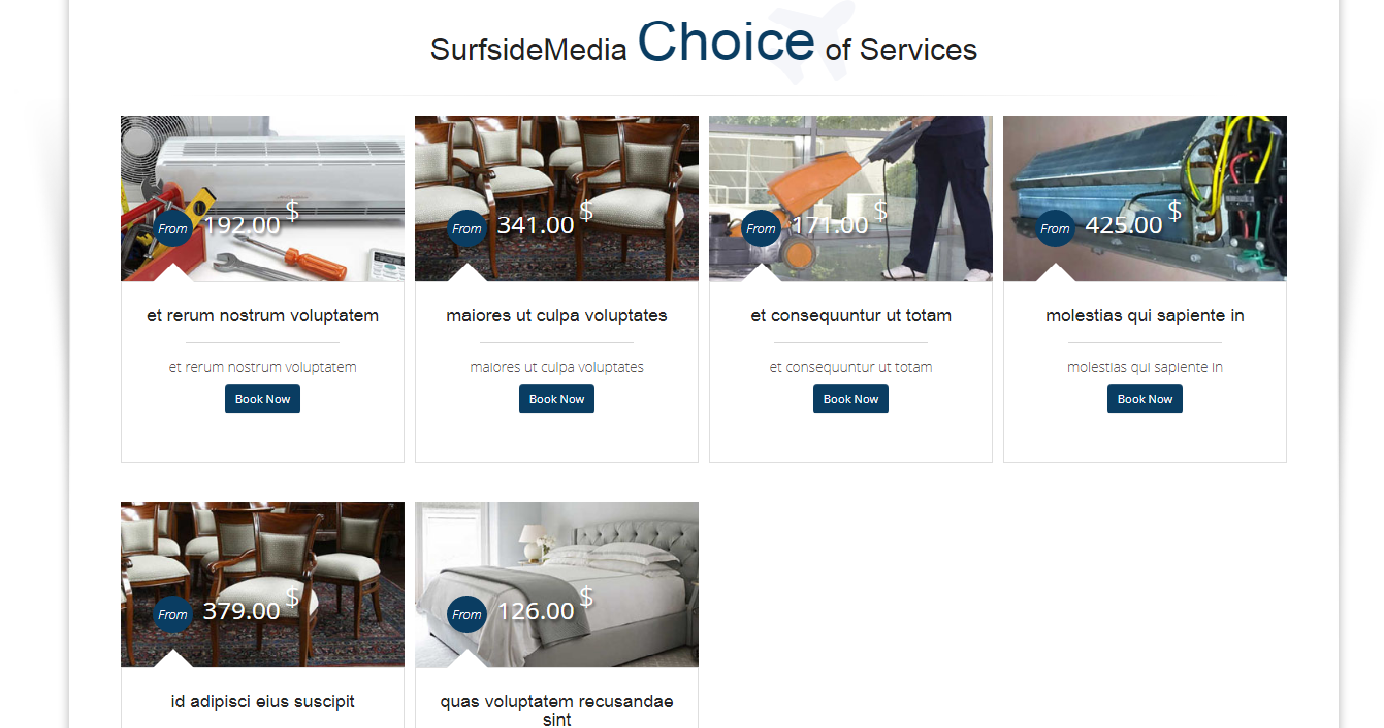 SurfsideMedia Choice of Services
From 192.00 $
From 341.00 $
From 171.00 $
From 425.00 $
et rerum nostrum voluptatem
maiores ut culpa voluptates
et consequuntur ut totam
molestias qui sapiente in
et rerum nostrum voluptatem
maiores ut culpa voluptates
et consequuntur ut totam
molestias qui sapiente in
Book Now
Book Now
Book Now
Book Now
From 379.00 $
From 126.00 $
id adipisci eius suscipit
quas voluptatem recusandae
sint